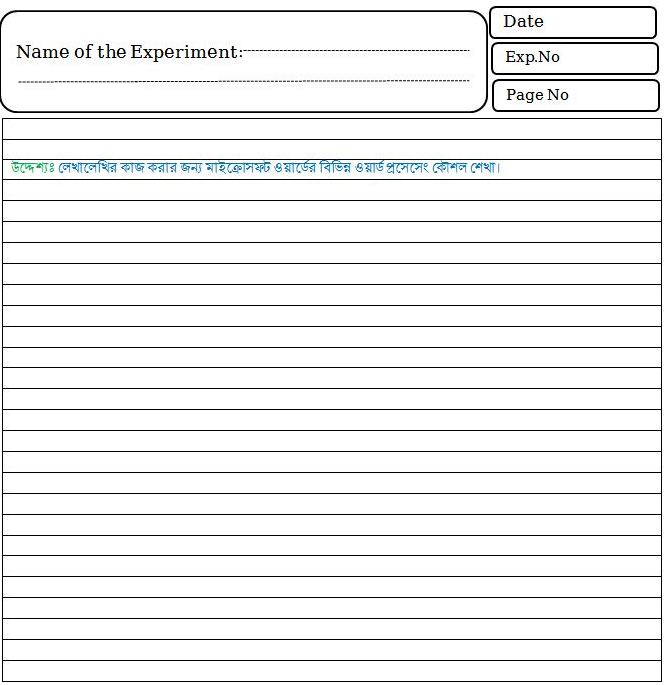 Name of the Experiment:
Date
Exp.No
Page No
উদ্দেশ্যঃ লেখালেখির কাজ করার জন্য মাইক্রোসফট ওয়ার্ডের বিভিন্ন ওয়ার্ড প্রসেসেং কৌশল শেখা।